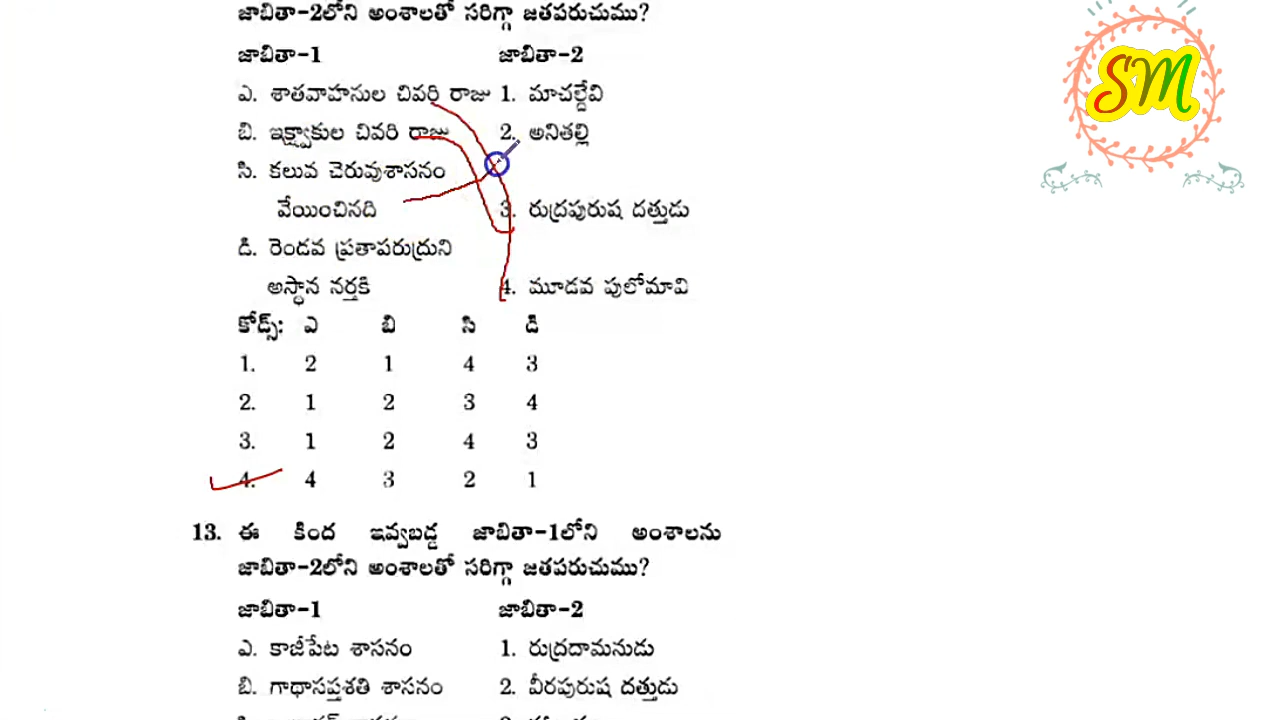 జాబితా-2లోని అంశాలతో సరిగ్గా జతపరుచుము?
జాబితా-1 జాబితా-2
ఎ. శాతవాహనుల చివరి రాజు 1. మాచల్దేవి
బి. ఇక్ష్వాకుల చివరి రాజు 2. అనితల్లి
సి. కలువ చెరువుశాసనం
వేయించినది 3. రుద్రపురుష దత్తుడు
డి. రెండవ ప్రతాపరుద్రుని
అస్థాన నర్తకి 4. మూడవ పులోమావి
కోడ్స్: ఎ బి సి డి
1. 2 1 4 3
2. 1 2 3 4
3. 1 2 4 3
4. 4 3 2 1
13. ఈ కింద ఇవ్వబడ్డ జాబితా-1లోని అంశాలను
జాబితా-2లోని అంశాలతో సరిగ్గా జతపరుచుము?
జాబితా-1 జాబితా-2
ఎ. కాజీపేట శాసనం 1. రుద్రదామనుడు
బి. గాథాసప్తశతి శాసనం 2. వీరపురుష దత్తుడు
SM